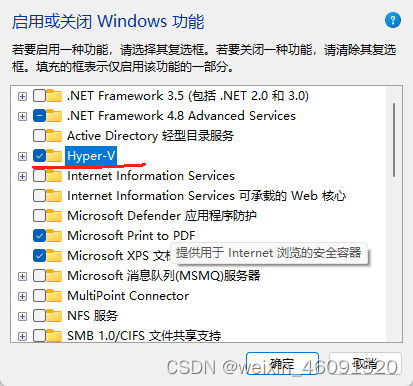 启用或关闭 Windows 功能
若要启用一种功能，请选择其复选框。若要关闭一种功能，请清除其复选
框。填充的框表示仅启用该功能的一部分。
.NET Framework 3.5 (包括 .NET 2.0 和 3.0)
.NET Framework 4.8 Advanced Services
Active Directory 轻型目录服务
Hyper-V
Internet Information Services
Internet Information Services 可承载的 Web 核心
Microsoft Defender 应用程序防护
Microsoft Print to PDF
提供用于 Internet 浏览的安全容器
Microsoft XPS 文档
Microsoft 消息队列(MSMQ)服务器
MultiPoint Connector
NFS 服务
SMB 1.0/CIFS 文件共享支持
确定
取消
CSDN @weixin_46091520